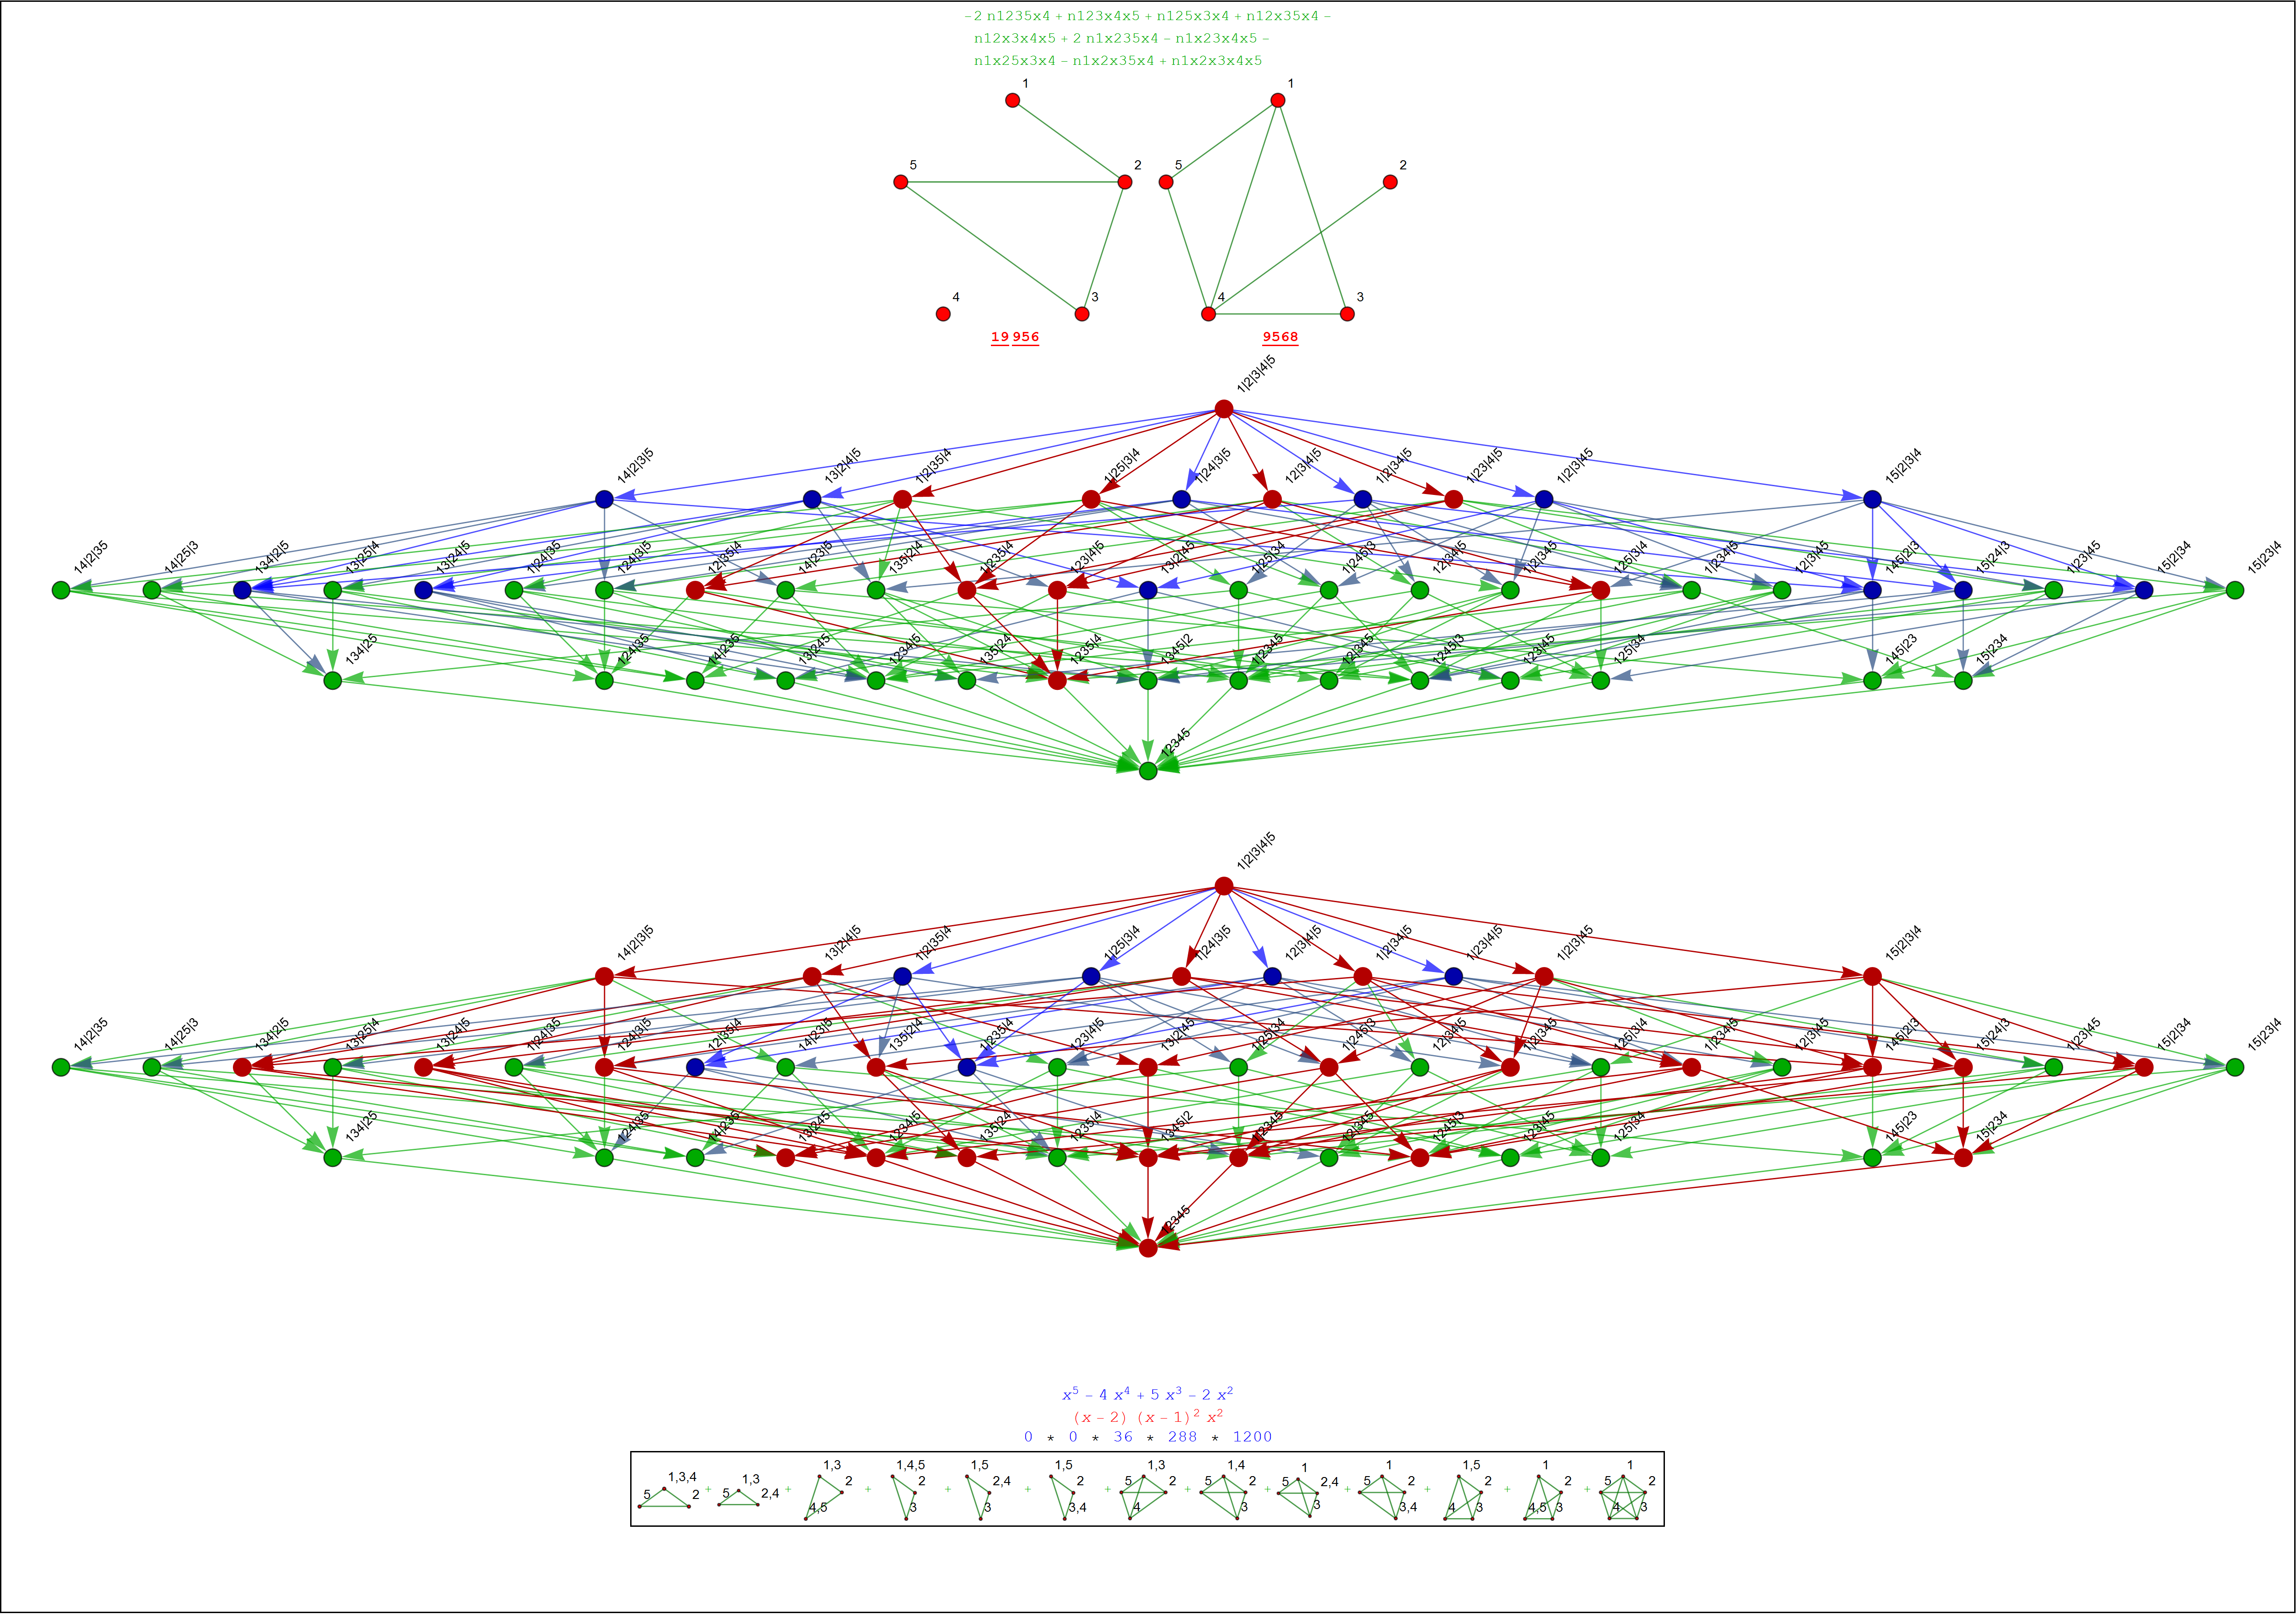 −2 n1235x4 + n123x4x5 + n125x3x4 + n12x35x4 −
n12x3x4x5 + 2 n1x235x4 − n1x23x4x5 −
n1x25x3x4 − n1x2x35x4 + n1x2x3x4x5
1 1
5 2 5 2
4 3 4 3
19 956 9568
1|2|3|4|5
14|2|3|5 13|2|4|5 1|2|35|4 1|25|3|4 1|24|3|5 12|3|4|5 1|2|34|5 1|23|4|5 1|2|3|45 15|2|3|4
14|2|35 14|25|3 134|2|5 13|25|4 13|24|5 1|24|35 124|3|5 12|35|4 14|23|5 135|2|4 1|235|4 123|4|5 13|2|45 1|25|34 1|245|3 12|34|5 1|2|345 125|3|4 1|234|5 12|3|45 145|2|3 15|24|3 1|23|45 15|2|34 15|23|4
134|25 124|35 14|235 13|245 1234|5 135|24 1235|4 1345|2 1|2345 12|345 1245|3 123|45 125|34 145|23 15|234
12345
1|2|3|4|5
14|2|3|5 13|2|4|5 1|2|35|4 1|25|3|4 1|24|3|5 12|3|4|5 1|2|34|5 1|23|4|5 1|2|3|45 15|2|3|4
14|2|35 14|25|3 134|2|5 13|25|4 13|24|5 1|24|35 124|3|5 12|35|4 14|23|5 135|2|4 1|235|4 123|4|5 13|2|45 1|25|34 1|245|3 12|34|5 1|2|345 125|3|4 1|234|5 12|3|45 145|2|3 15|24|3 1|23|45 15|2|34 15|23|4
134|25 124|35 14|235 13|245 1234|5 135|24 1235|4 1345|2 1|2345 12|345 1245|3 123|45 125|34 145|23 15|234
12345
x⁵ − 4 x⁴ + 5 x³ − 2 x²
(x − 2) (x − 1)² x²
0 * 0 * 36 * 288 * 1200
1,3,4 5 2 + 1,3 5 2,4 + 1,3 2 4,5 + 1,4,5 2 3 + 1,5 2,4 3 + 1,5 2 3,4 + 1,3 5 2 4 + 1,4 5 2 3 + 1 5 2,4 3 + 1 5 2 3,4 + 1,5 2 4 3 + 1 2 4,5 3 + 1 5 2 4 3